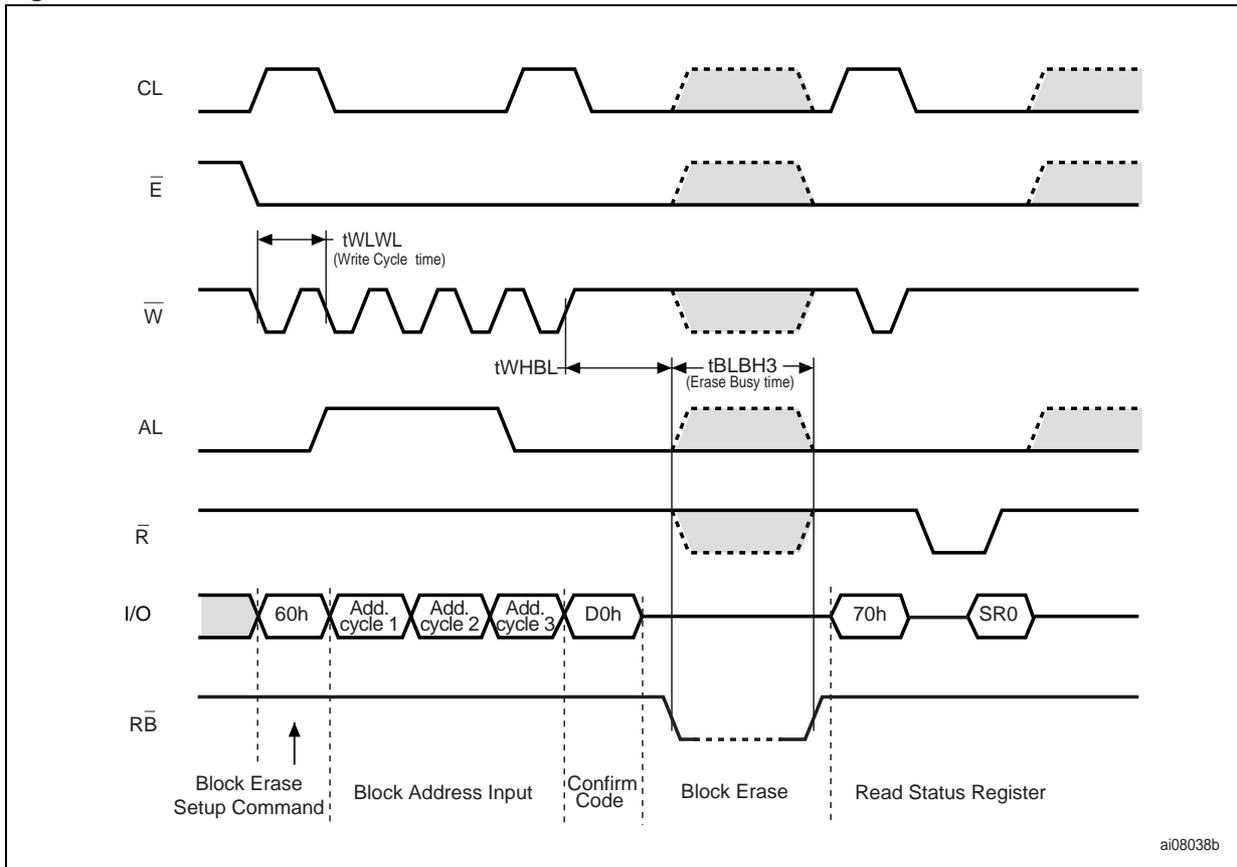 CL
E
tWLWL
(Write Cycle time)
W
tWHBL
tBLBH3
(Erase Busy time)
AL
R
I/O
60h
Add.
cycle 1
Add.
cycle 2
Add.
cycle 3
D0h
70h
SR0
RB
Block Erase
Setup Command
Block Address Input
Confirm
Code
Block Erase
Read Status Register
ai08038b